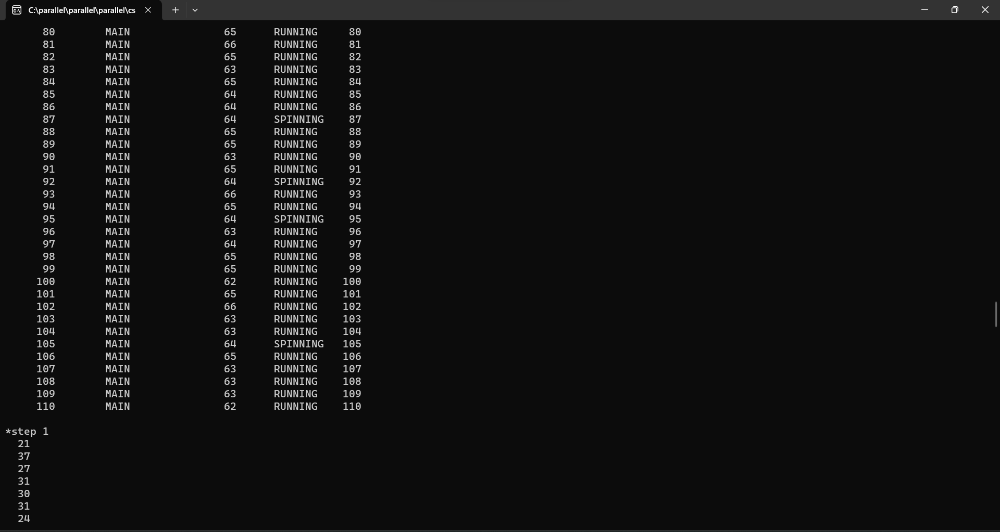 C:\parallel\parallel\parallel\cs
80 MAIN 65 RUNNING 80
81 MAIN 66 RUNNING 81
82 MAIN 65 RUNNING 82
83 MAIN 63 RUNNING 83
84 MAIN 65 RUNNING 84
85 MAIN 64 RUNNING 85
86 MAIN 64 RUNNING 86
87 MAIN 64 SPINNING 87
88 MAIN 65 RUNNING 88
89 MAIN 65 RUNNING 89
90 MAIN 63 RUNNING 90
91 MAIN 65 RUNNING 91
92 MAIN 64 SPINNING 92
93 MAIN 66 RUNNING 93
94 MAIN 65 RUNNING 94
95 MAIN 64 SPINNING 95
96 MAIN 63 RUNNING 96
97 MAIN 64 RUNNING 97
98 MAIN 65 RUNNING 98
99 MAIN 65 RUNNING 99
100 MAIN 62 RUNNING 100
101 MAIN 65 RUNNING 101
102 MAIN 66 RUNNING 102
103 MAIN 63 RUNNING 103
104 MAIN 63 RUNNING 104
105 MAIN 64 SPINNING 105
106 MAIN 65 RUNNING 106
107 MAIN 63 RUNNING 107
108 MAIN 63 RUNNING 108
109 MAIN 63 RUNNING 109
110 MAIN 62 RUNNING 110
*step 1
21
37
27
31
30
31
24